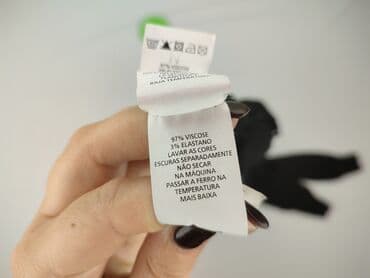 97% VISCOSE
3% ELASTANO
LAVAR AS CORES
ESCURAS SEPARADAMENTE
NÃO SECAR
NA MÁQUINA
PASSAR A FERRO NA
TEMPERATURA
MAIS BAIXA